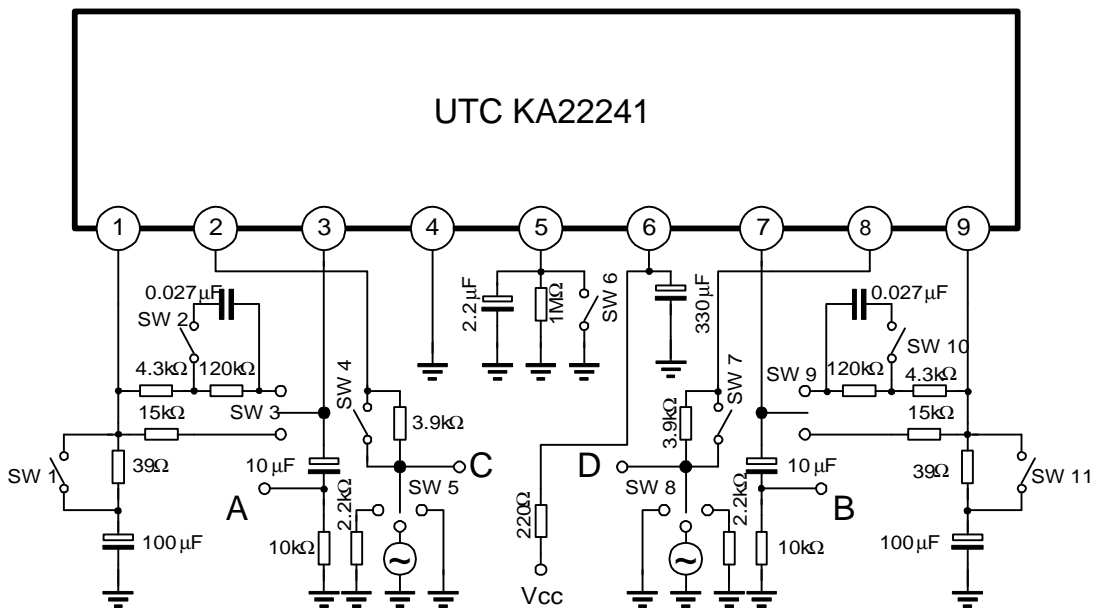 UTC KA22241
1 2 3 4 5 6 7 8 9
0.027μF
SW 2
4.3kΩ 120kΩ
SW 3
15kΩ
SW 1
39Ω
100μF
10μF
A
10kΩ
2.2kΩ
SW 4
3.9kΩ
C
SW 5
2.2μF
1MΩ
SW 6
330μF
220Ω
Vcc
SW 7
3.9kΩ
D
SW 8
2.2kΩ
10μF
B
10kΩ
0.027μF
SW 10
SW 9
120kΩ 4.3kΩ
15kΩ
39Ω
SW 11
100μF